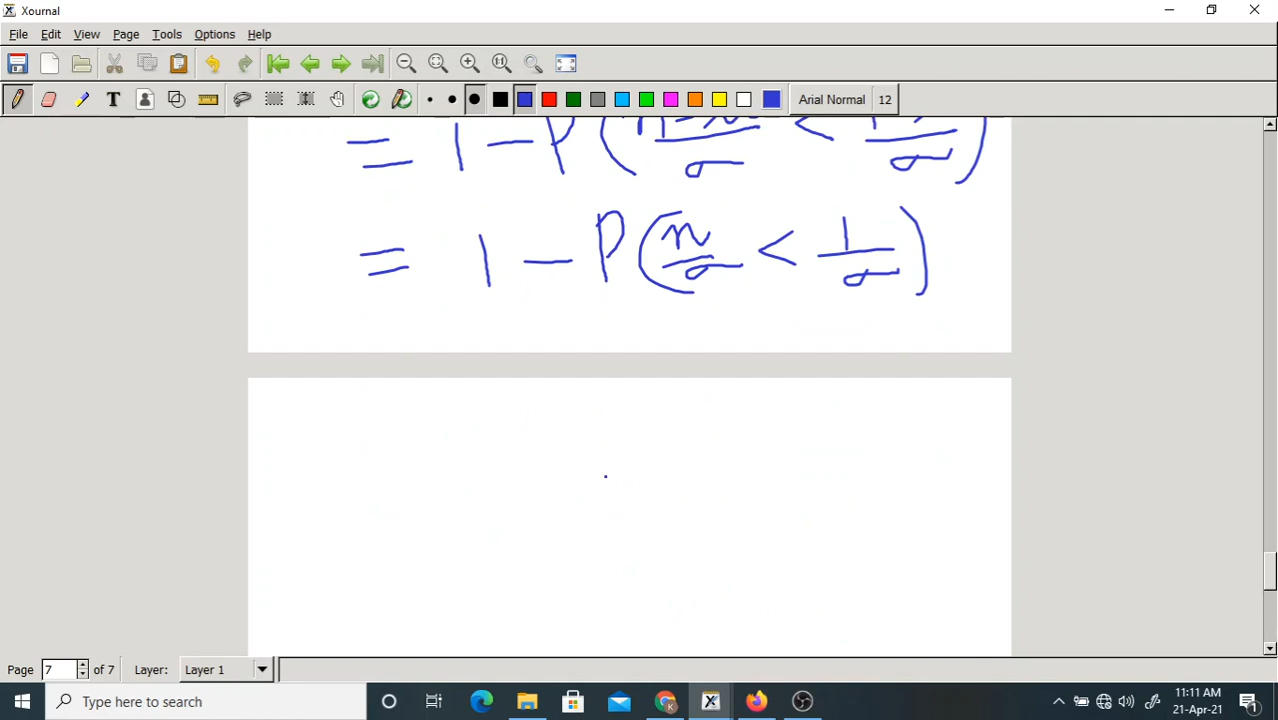 Xournal
File Edit View Page Tools Options Help
Arial Normal 12
= 1 - P(
= 1 - P(n/σ < 1/σ)
Page 7 of 7 Layer: Layer 1
Type here to search
11:11 AM
21-Apr-21